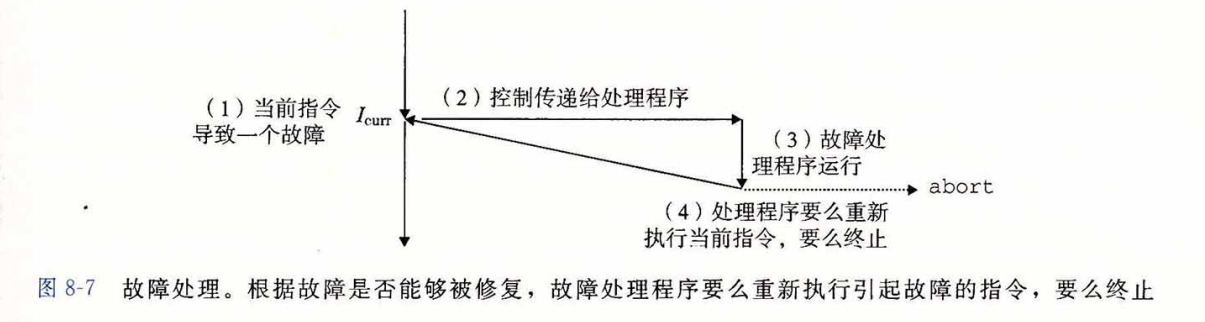 （1）当前指令
导致一个故障
Icurr
（2）控制传递给处理程序
（3）故障处
理程序运行
abort
（4）处理程序要么重新
执行当前指令，要么终止
图 8-7 故障处理。根据故障是否能够被修复，故障处理程序要么重新执行引起故障的指令，要么终止